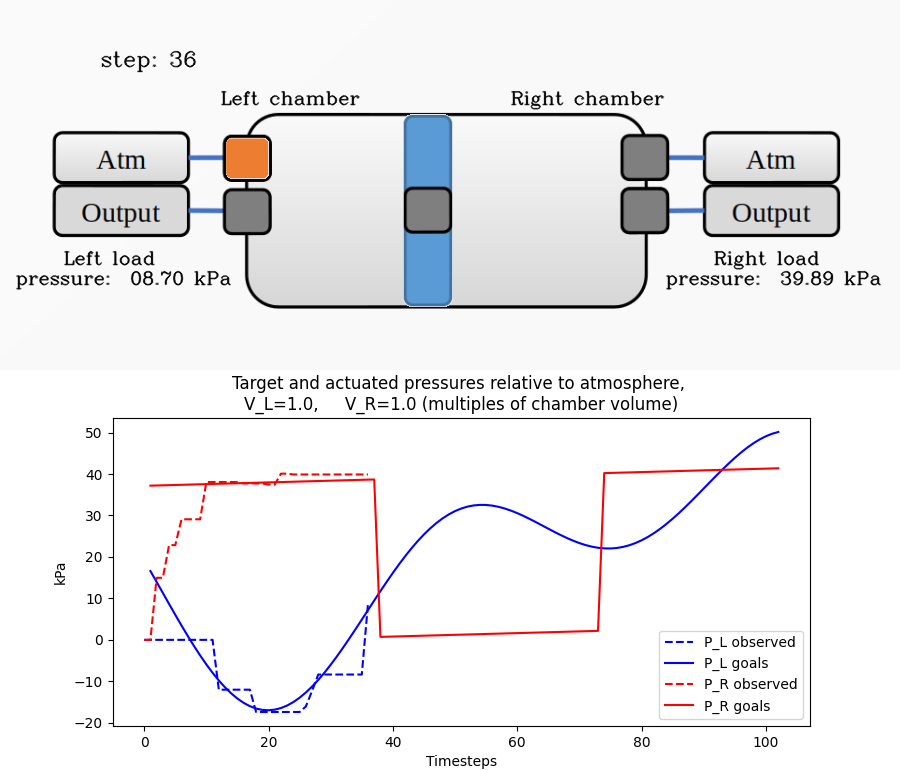 step: 36
Left chamber
Right chamber
Atm
Atm
Output
Output
Left load
pressure: 08.70 kPa
Right load
pressure: 39.89 kPa
Target and actuated pressures relative to atmosphere,
V_L=1.0, V_R=1.0 (multiples of chamber volume)
50
40
30
20
10
0
−10
−20
kPa
P_L observed
P_L goals
P_R observed
P_R goals
0 20 40 60 80 100
Timesteps